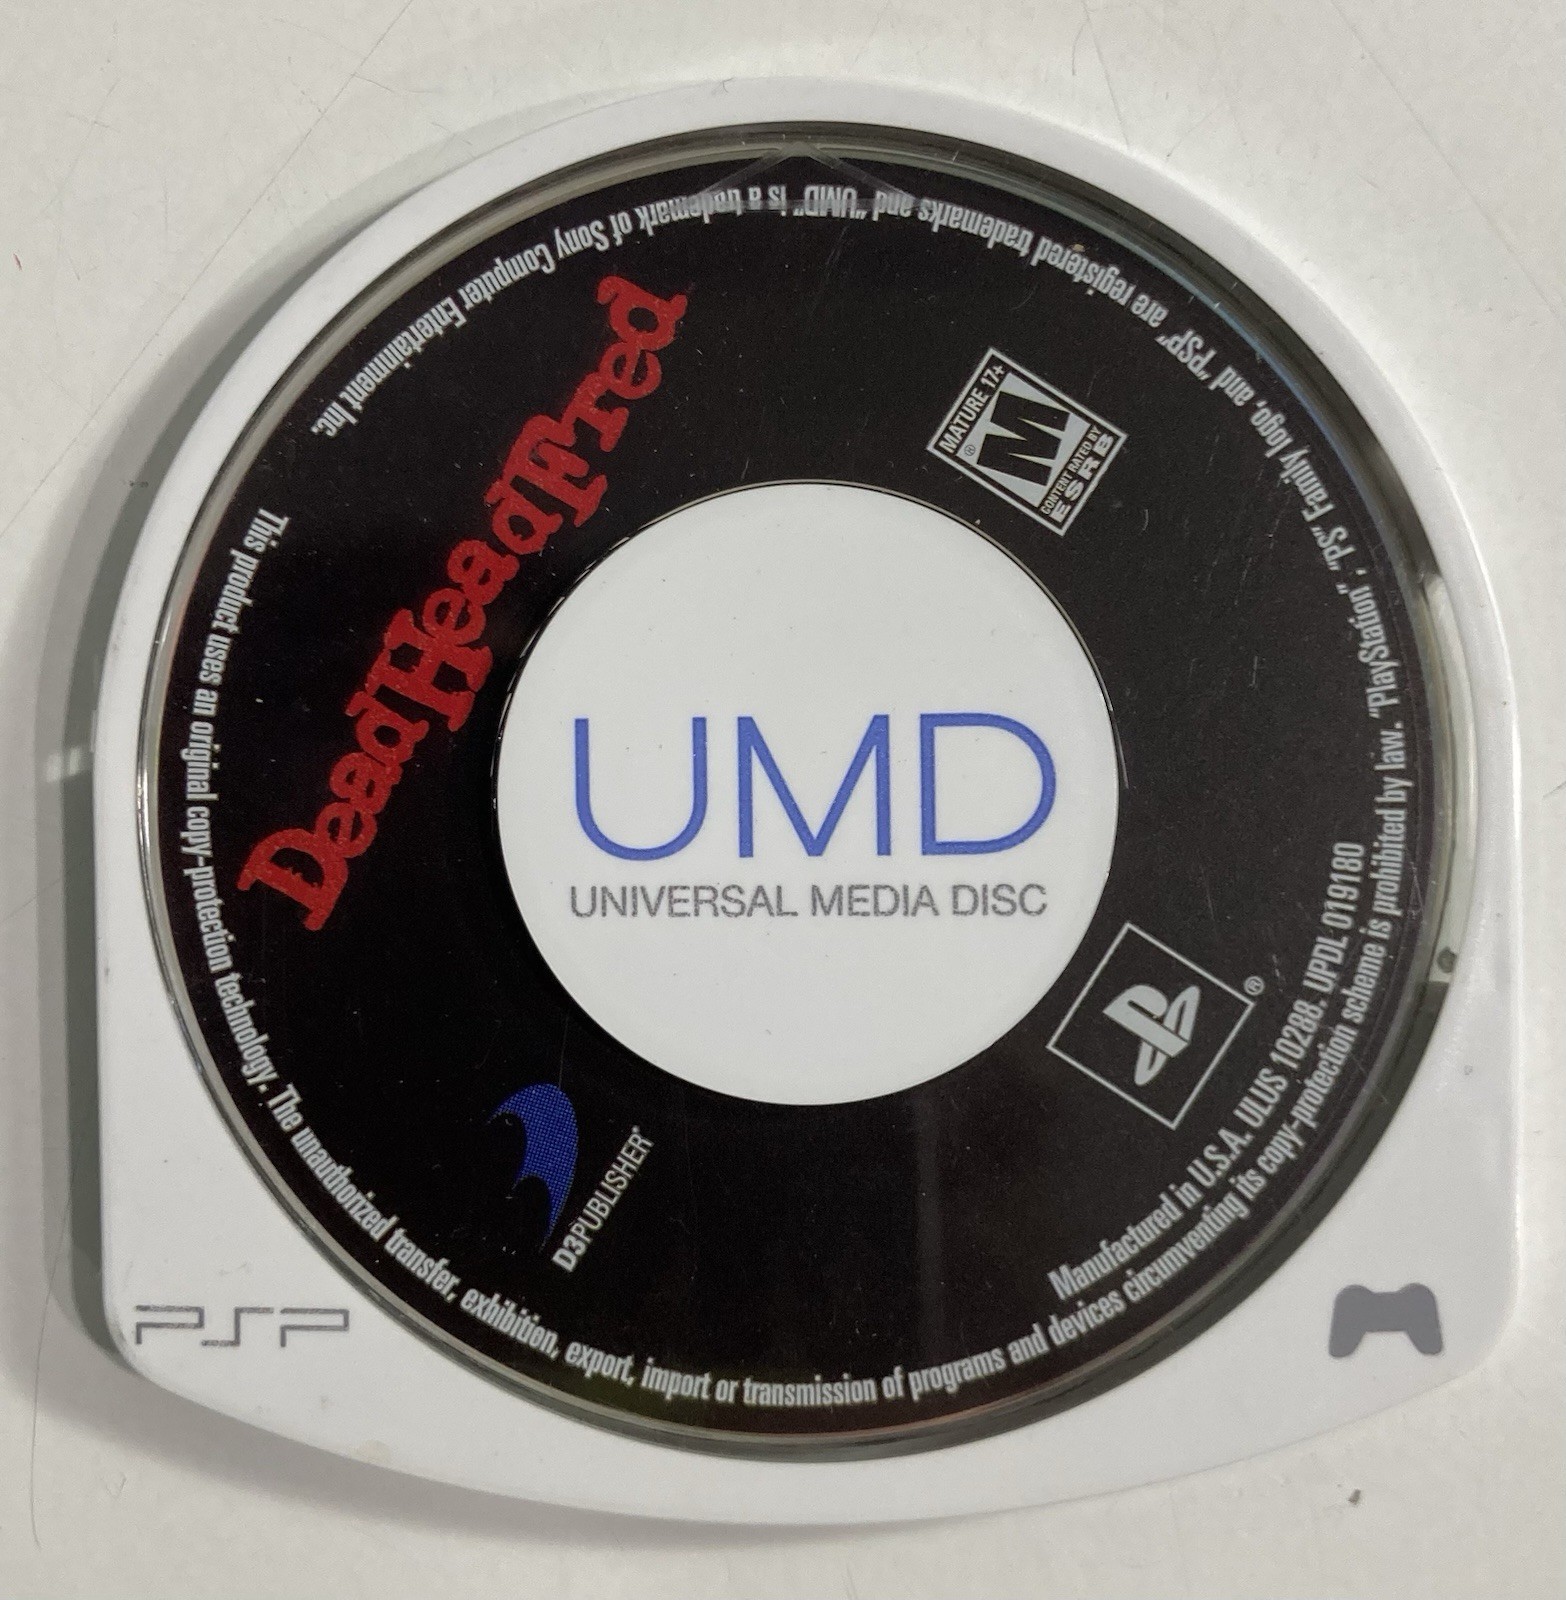 DeadHeadFred
MATURE 17+
M
®
CONTENT RATED BY
ESRB
UMD
UNIVERSAL MEDIA DISC
®
D3PUBLISHER®
Manufactured in U.S.A. ULUS 10288. UPDL 019180
This product uses an original copy-protection technology. The unauthorized transfer, exhibition, export, import or transmission of programs and devices circumventing its copy-protection scheme is prohibited by law. "PlayStation", "PS" Family logo, and "PSP" are registered trademarks and "UMD" is a trademark of Sony Computer Entertainment Inc.
PSP